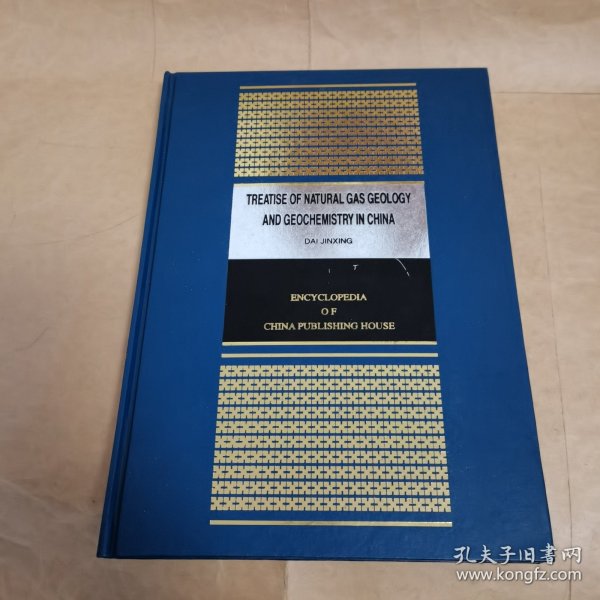 TREATISE OF NATURAL GAS GEOLOGY
AND GEOCHEMISTRY IN CHINA
DAI JINXING
ENCYCLOPEDIA
OF
CHINA PUBLISHING HOUSE
孔夫子旧书网
www.kongfz.com